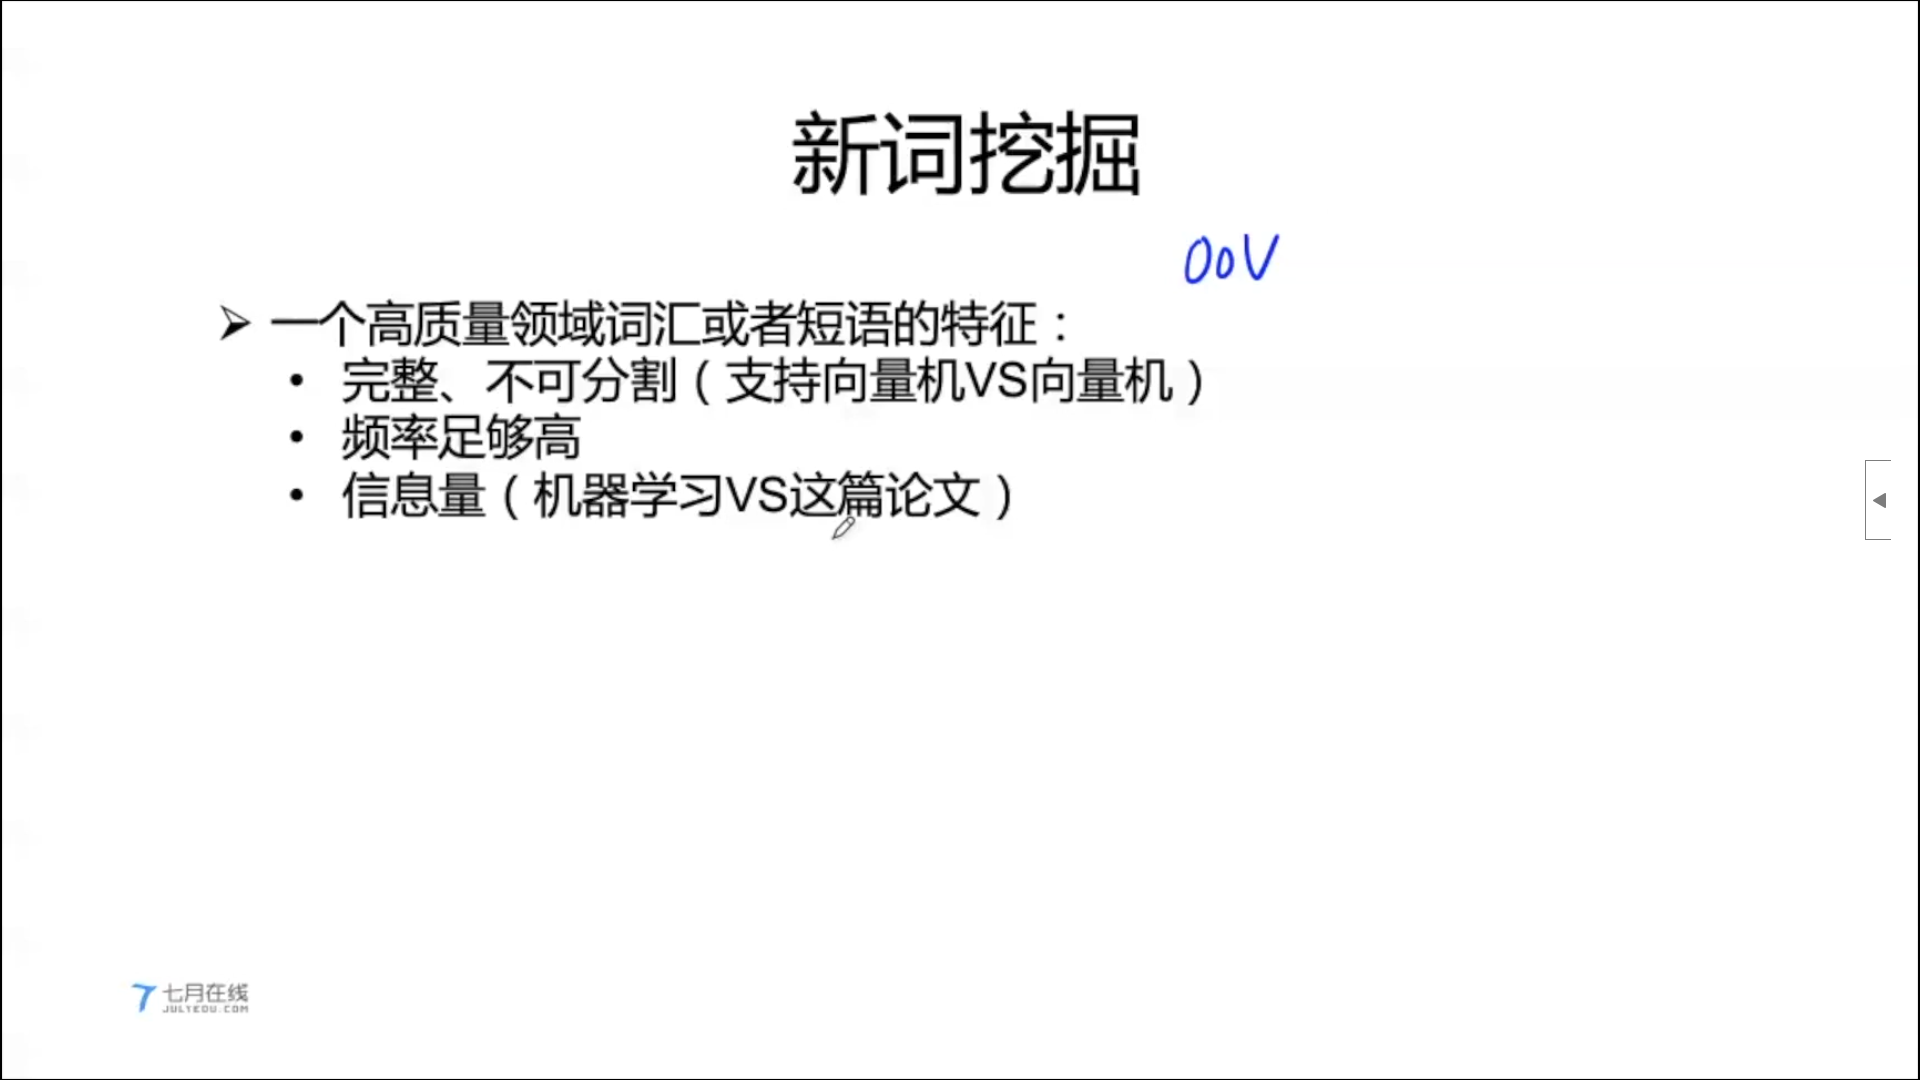 新词挖掘
OOV
➢ 一个高质量领域词汇或者短语的特征：
• 完整、不可分割（支持向量机VS向量机）
• 频率足够高
• 信息量（机器学习VS这篇论文）
七月在线
JULYEDU.COM